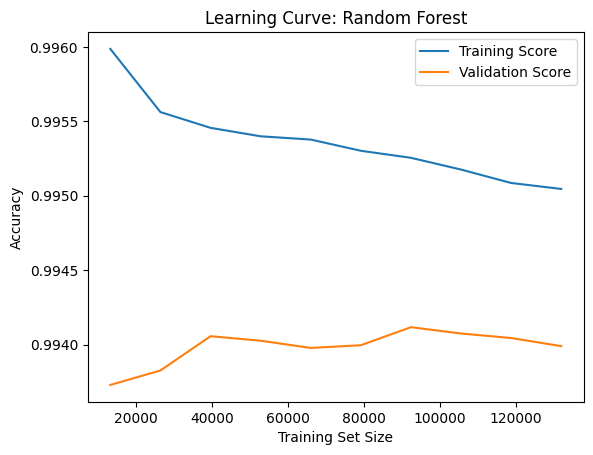 Learning Curve: Random Forest
Training Score
Validation Score
Accuracy
0.9960
0.9955
0.9950
0.9945
0.9940
20000 40000 60000 80000 100000 120000
Training Set Size